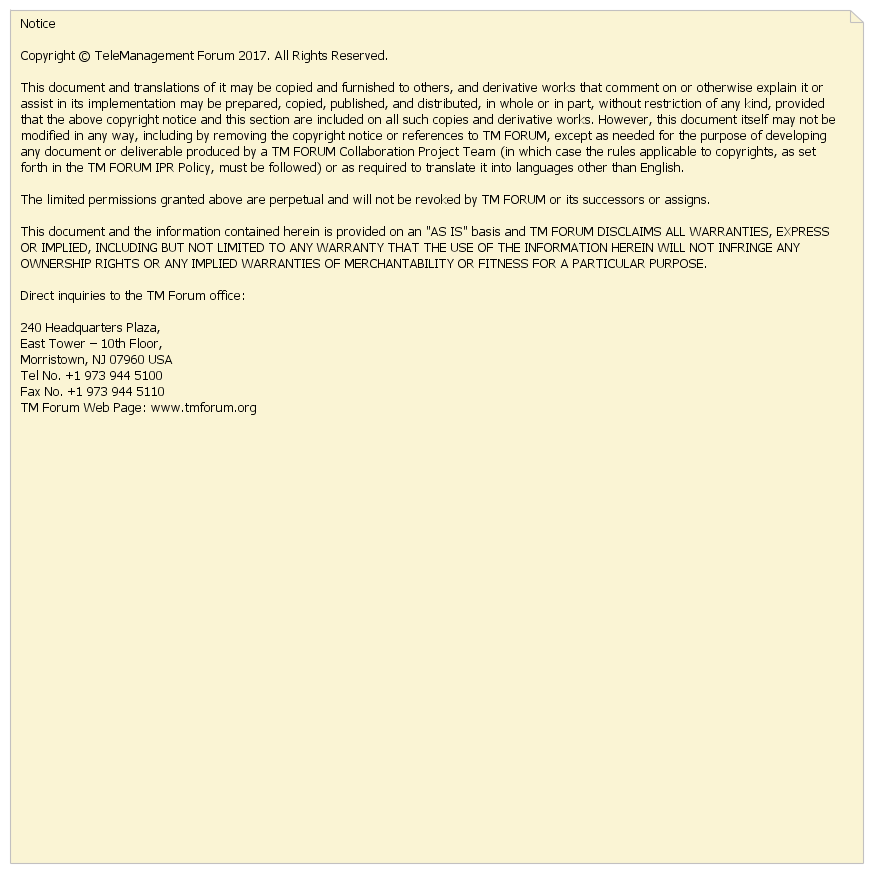 Notice
Copyright © TeleManagement Forum 2017. All Rights Reserved.
This document and translations of it may be copied and furnished to others, and derivative works that comment on or otherwise explain it or
assist in its implementation may be prepared, copied, published, and distributed, in whole or in part, without restriction of any kind, provided
that the above copyright notice and this section are included on all such copies and derivative works. However, this document itself may not be
modified in any way, including by removing the copyright notice or references to TM FORUM, except as needed for the purpose of developing
any document or deliverable produced by a TM FORUM Collaboration Project Team (in which case the rules applicable to copyrights, as set
forth in the TM FORUM IPR Policy, must be followed) or as required to translate it into languages other than English.
The limited permissions granted above are perpetual and will not be revoked by TM FORUM or its successors or assigns.
This document and the information contained herein is provided on an "AS IS" basis and TM FORUM DISCLAIMS ALL WARRANTIES, EXPRESS
OR IMPLIED, INCLUDING BUT NOT LIMITED TO ANY WARRANTY THAT THE USE OF THE INFORMATION HEREIN WILL NOT INFRINGE ANY
OWNERSHIP RIGHTS OR ANY IMPLIED WARRANTIES OF MERCHANTABILITY OR FITNESS FOR A PARTICULAR PURPOSE.
Direct inquiries to the TM Forum office:
240 Headquarters Plaza,
East Tower – 10th Floor,
Morristown, NJ 07960 USA
Tel No. +1 973 944 5100
Fax No. +1 973 944 5110
TM Forum Web Page: www.tmforum.org